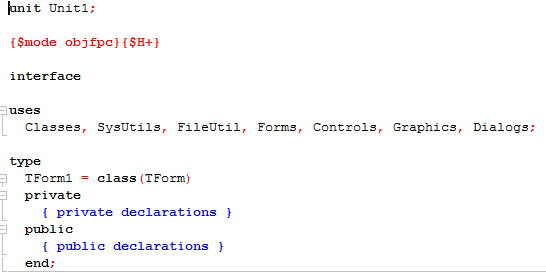 unit Unit1;
{$mode objfpc}{$H+}
interface
uses
Classes, SysUtils, FileUtil, Forms, Controls, Graphics, Dialogs;
type
TForm1 = class(TForm)
private
{ private declarations }
public
{ public declarations }
end;